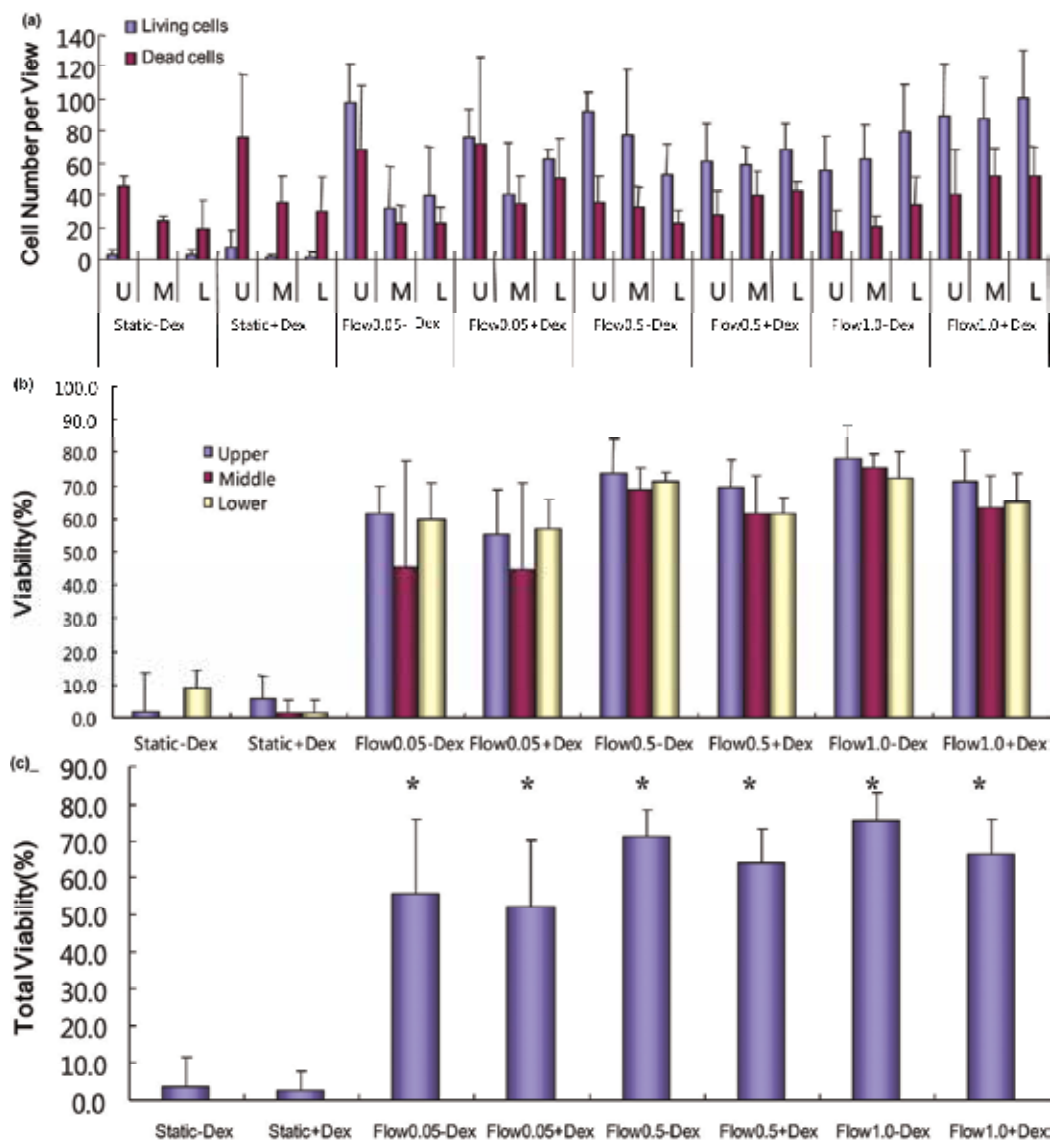 (a)
Living cells
Dead cells
Cell Number per View
140
120
100
80
60
40
20
0
U M L U M L U M L U M L U M L U M L U M L U M L
Static-Dex Static+Dex Flow0.05- Dex Flow0.05+Dex Flow0.5-Dex Flow0.5+Dex Flow1.0-Dex Flow1.0+Dex
(b)
Viability(%)
100.0
90.0
80.0
70.0
60.0
50.0
40.0
30.0
20.0
10.0
0.0
Upper
Middle
Lower
Static-Dex Static+Dex Flow0.05-Dex Flow0.05+Dex Flow0.5-Dex Flow0.5+Dex Flow1.0-Dex Flow1.0+Dex
(c)_
Total Viability(%)
90.0
80.0
70.0
60.0
50.0
40.0
30.0
20.0
10.0
0.0
* * * * * *
Static-Dex Static+Dex Flow0.05-Dex Flow0.05+Dex Flow0.5-Dex Flow0.5+Dex Flow1.0-Dex Flow1.0+Dex